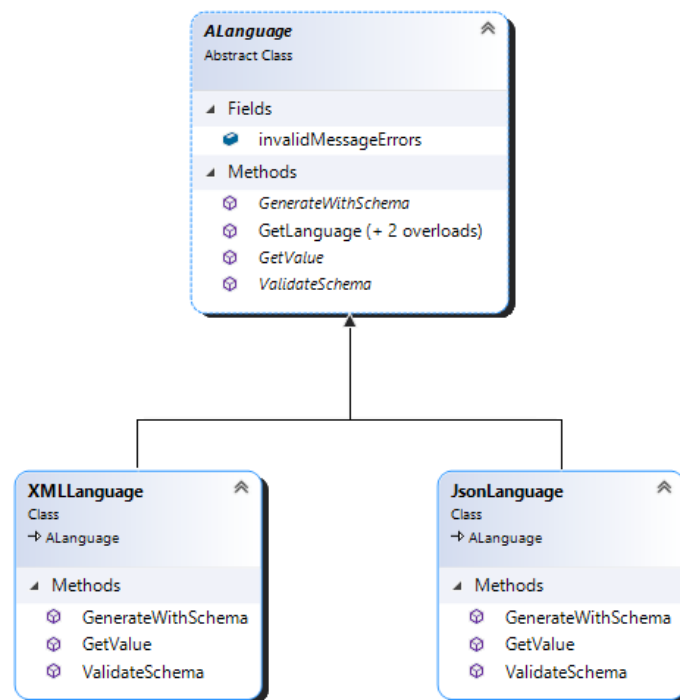 ALanguage
Abstract Class
Fields
invalidMessageErrors
Methods
GenerateWithSchema
GetLanguage (+ 2 overloads)
GetValue
ValidateSchema
XMLLanguage
Class
ALanguage
Methods
GenerateWithSchema
GetValue
ValidateSchema
JsonLanguage
Class
ALanguage
Methods
GenerateWithSchema
GetValue
ValidateSchema